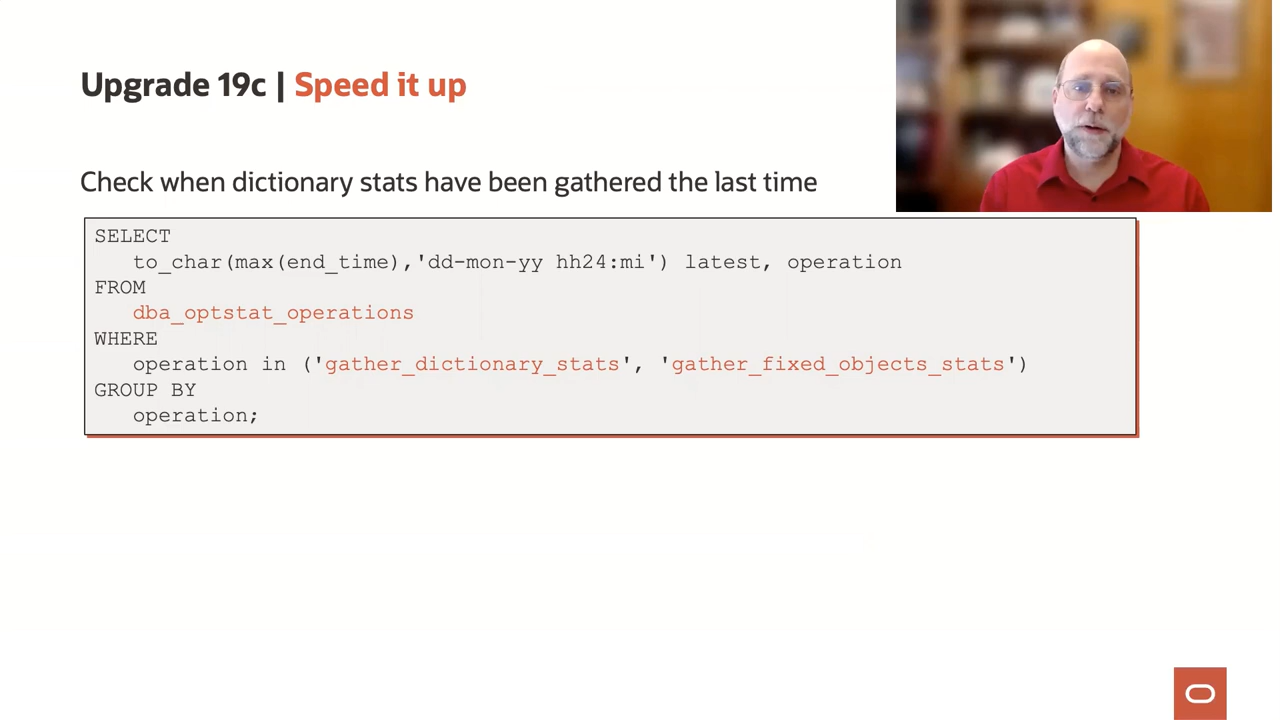 Upgrade 19c | Speed it up
Check when dictionary stats have been gathered the last time
SELECT
to_char(max(end_time),'dd-mon-yy hh24:mi') latest, operation
FROM
dba_optstat_operations
WHERE
operation in ('gather_dictionary_stats', 'gather_fixed_objects_stats')
GROUP BY
operation;